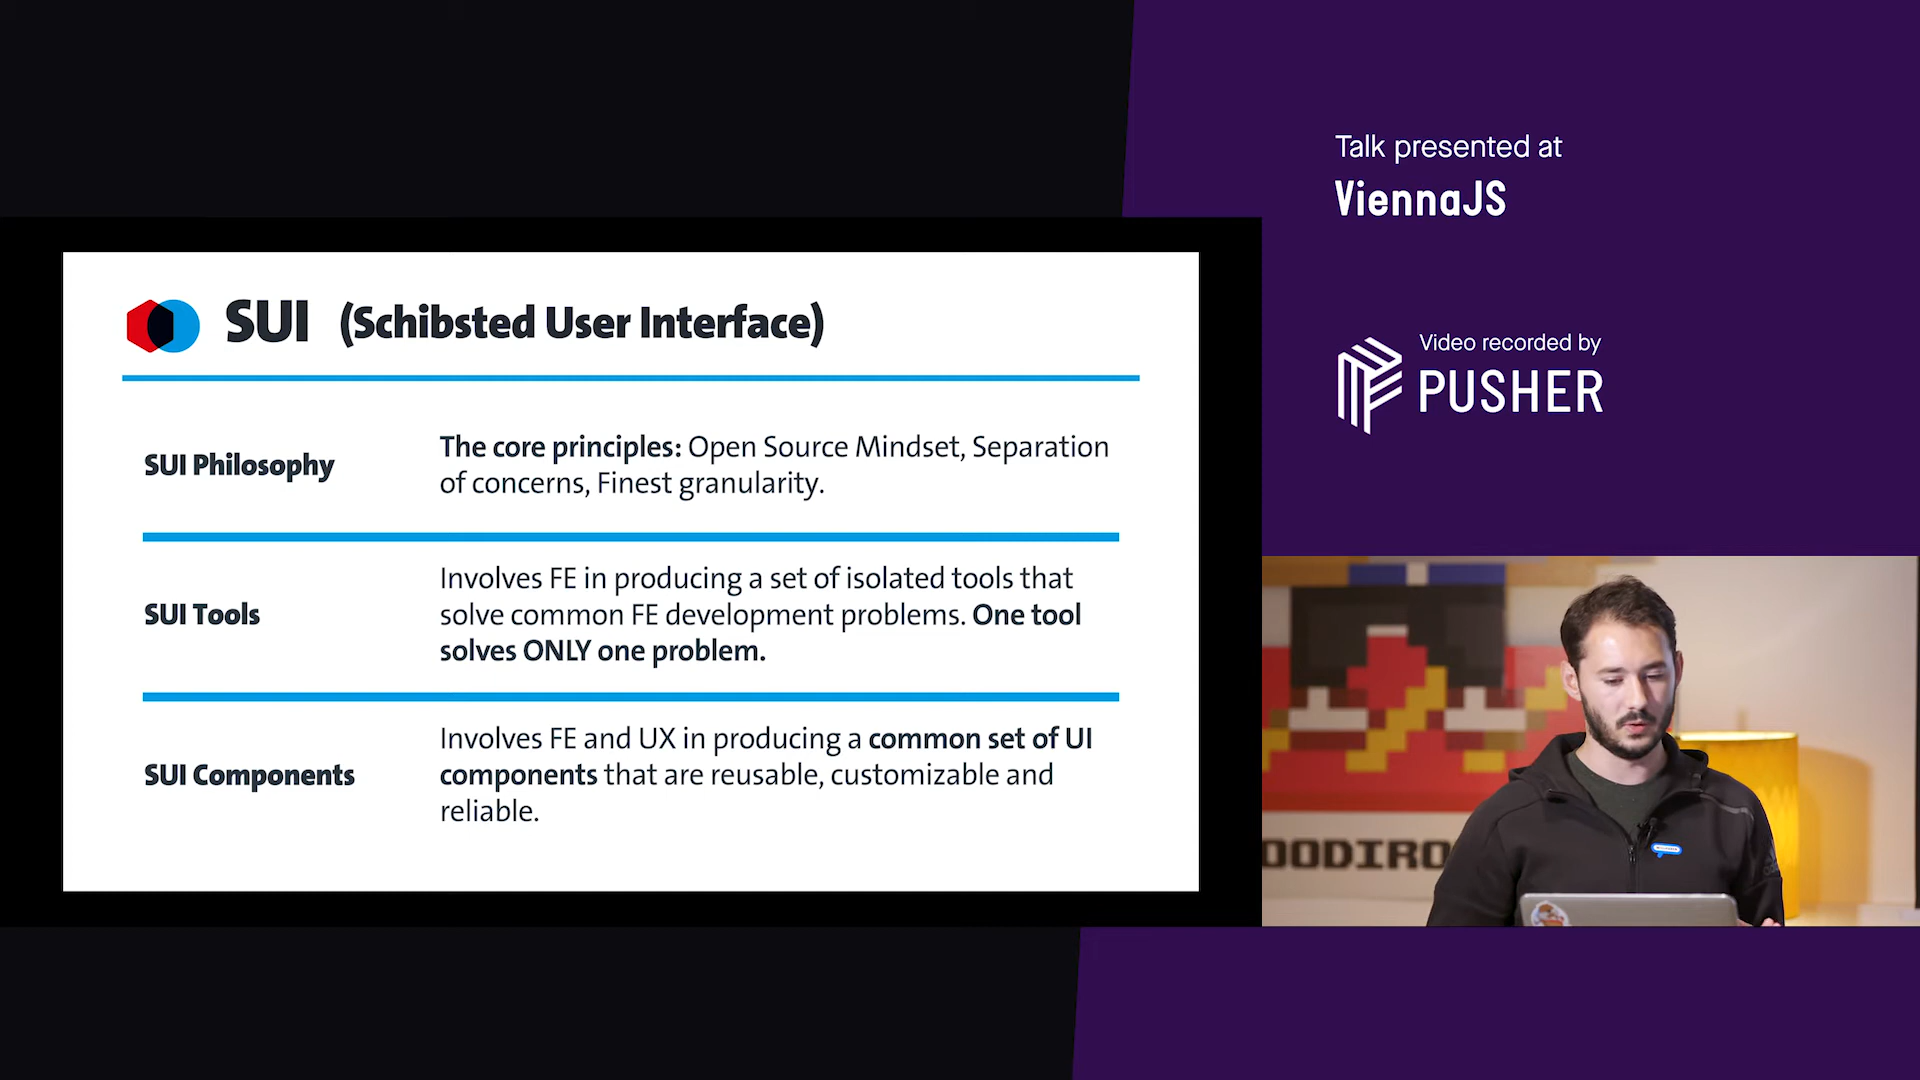 Talk presented at
ViennaJS
Video recorded by
PUSHER
SUI (Schibsted User Interface)
SUI Philosophy
The core principles: Open Source Mindset, Separation
of concerns, Finest granularity.
SUI Tools
Involves FE in producing a set of isolated tools that
solve common FE development problems. One tool
solves ONLY one problem.
SUI Components
Involves FE and UX in producing a common set of UI
components that are reusable, customizable and
reliable.
OODIRO